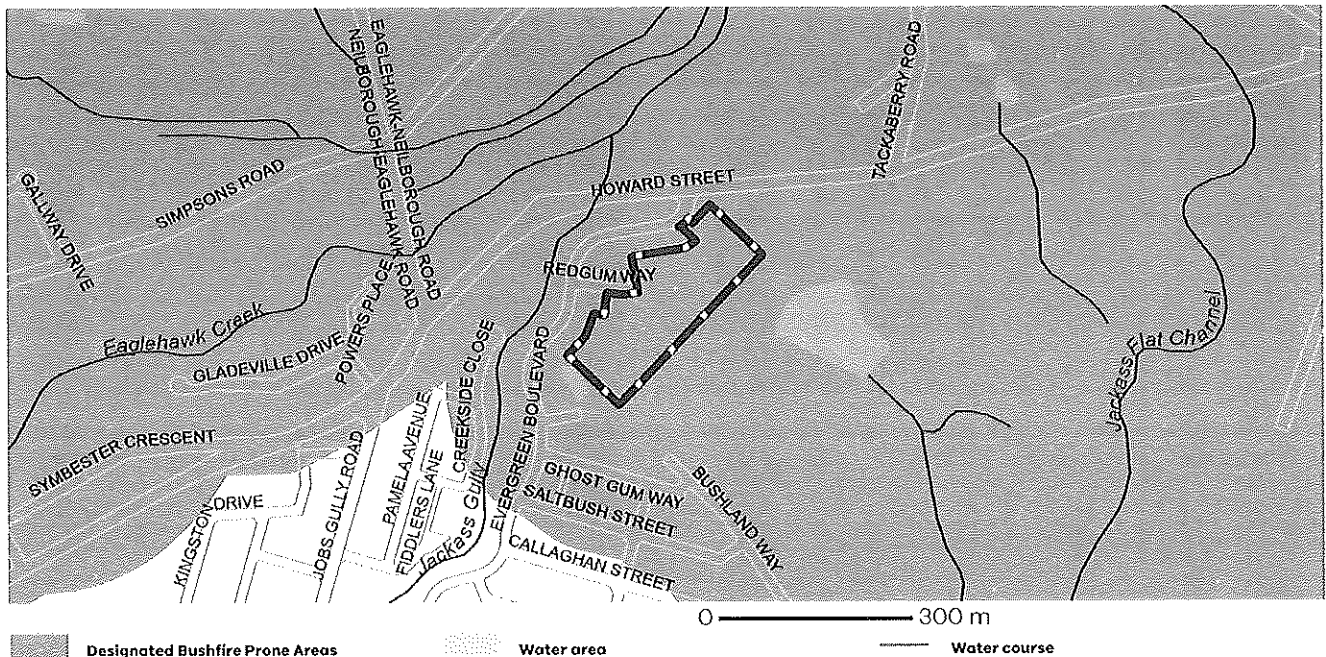 EAGLEHAWK-NEILBOROUGH ROAD
NEILBOROUGH EAGLEHAWK ROAD
TACKABERRY ROAD
GALLWAY DRIVE
SIMPSONS ROAD
HOWARD STREET
REDGUM WAY
Eaglehawk Creek
POWERS PLACE
GLADEVILLE DRIVE
Jackass Flat Channel
CREEKSIDE CLOSE
EVERGREEN BOULEVARD
SYMBESTER CRESCENT
JOBS GULLY ROAD
PAMELA AVENUE
FIDDLERS LANE
Jackass Gully
GHOST GUM WAY
SALTBUSH STREET
BUSHLAND WAY
KINGSTON DRIVE
CALLAGHAN STREET
0 300 m
Designated Bushfire Prone Areas
Water area
Water course